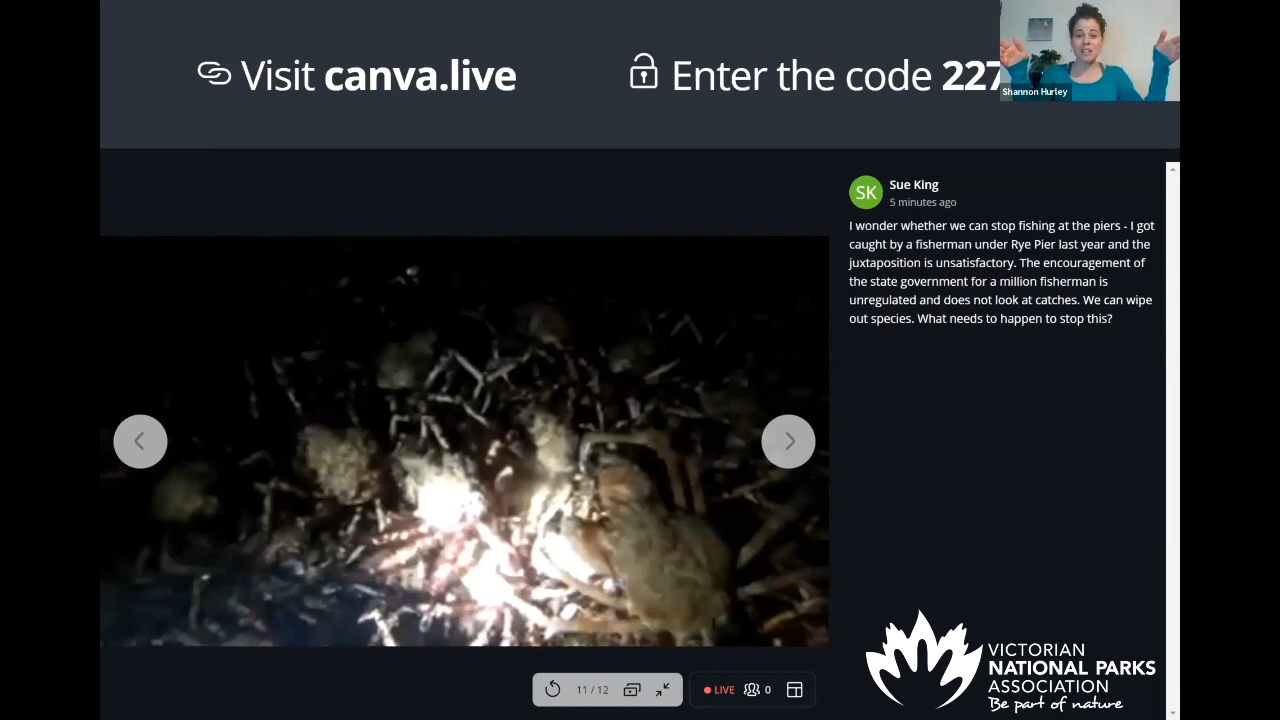 Visit canva.live
Enter the code 227
Shannon Hurley
SK
Sue King
5 minutes ago
I wonder whether we can stop fishing at the piers - I got
caught by a fisherman under Rye Pier last year and the
juxtaposition is unsatisfactory. The encouragement of
the state government for a million fisherman is
unregulated and does not look at catches. We can wipe
out species. What needs to happen to stop this?
11 / 12
LIVE
0
VICTORIAN
NATIONAL PARKS
ASSOCIATION
Be part of nature